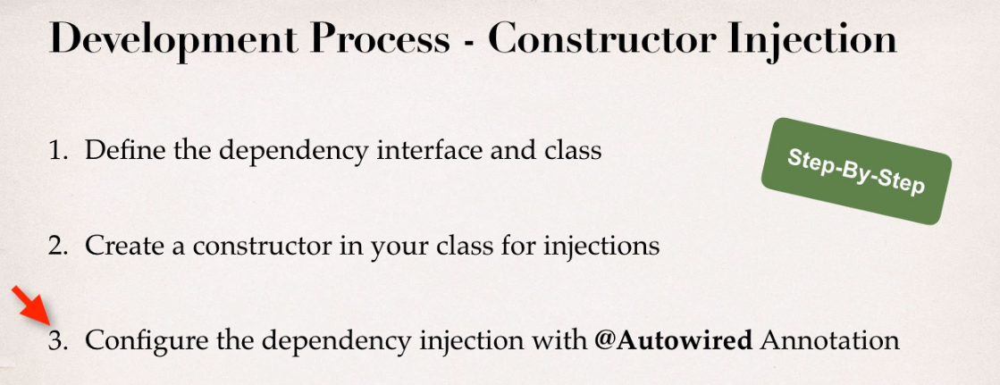 Development Process - Constructor Injection
1. Define the dependency interface and class
Step-By-Step
2. Create a constructor in your class for injections
3. Configure the dependency injection with @Autowired Annotation